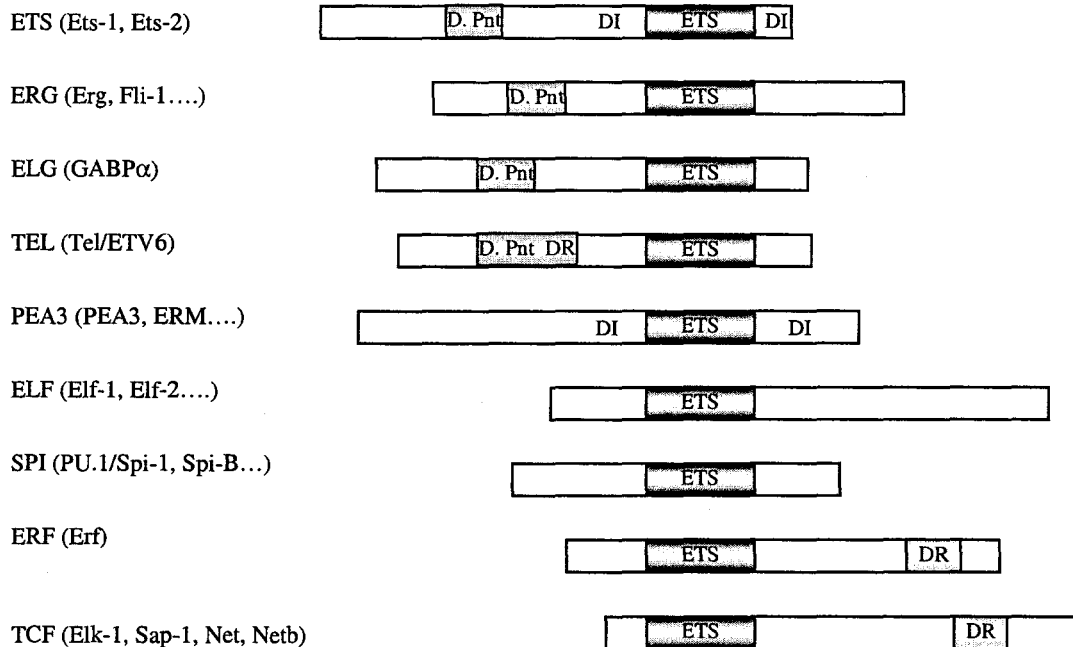 ETS (Ets-1, Ets-2) D. Pnt DI ETS DI
ERG (Erg, Fli-1....) D. Pnt ETS
ELG (GABPα) D. Pnt ETS
TEL (Tel/ETV6) D. Pnt DR ETS
PEA3 (PEA3, ERM....) DI ETS DI
ELF (Elf-1, Elf-2....) ETS
SPI (PU.1/Spi-1, Spi-B...) ETS
ERF (Erf) ETS DR
TCF (Elk-1, Sap-1, Net, Netb) ETS DR